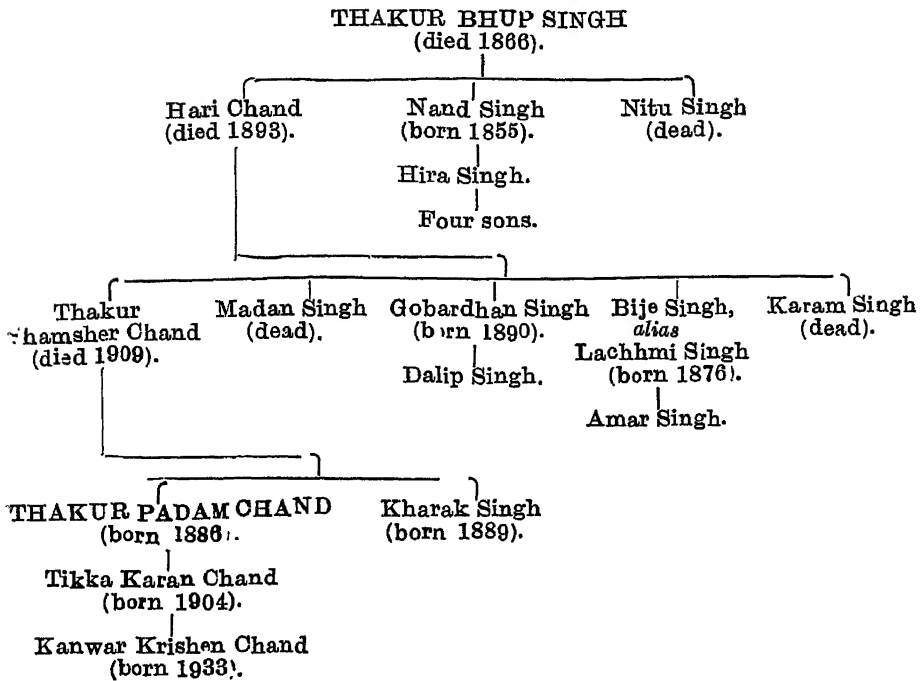 THAKUR BHUP SINGH
(died 1866).
Hari Chand
(died 1893).
Nand Singh
(born 1855).
Nitu Singh
(dead).
Hira Singh.
Four sons.
Thakur
Shamsher Chand
(died 1909).
Madan Singh
(dead).
Gobardhan Singh
(born 1890).
Bije Singh,
alias
Lachhmi Singh
(born 1876).
Karam Singh
(dead).
Dalip Singh.
Amar Singh.
THAKUR PADAM CHAND
(born 1886).
Kharak Singh
(born 1889).
Tikka Karan Chand
(born 1904).
Kanwar Krishen Chand
(born 1933).